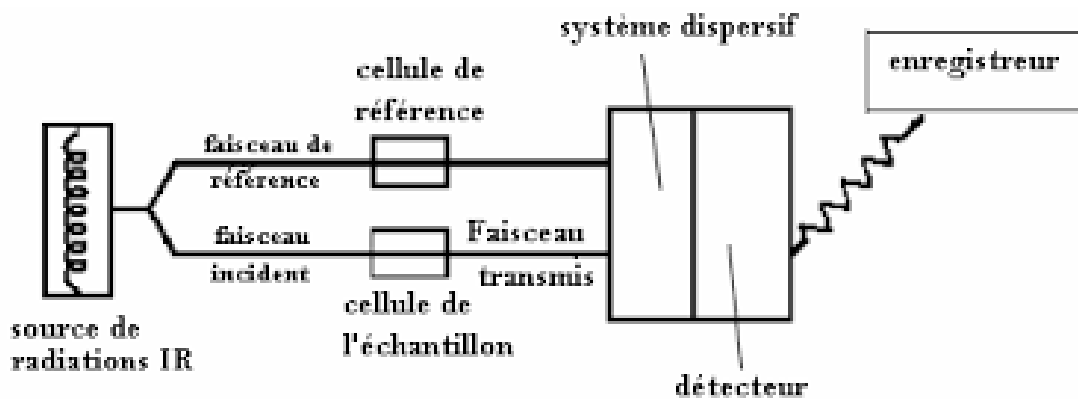 système dispersif
enregistreur
cellule de
référence
faisceau de
référence
faisceau
incident
Faisceau
transmis
cellule de
l'échantillon
source de
radiations IR
détecteur